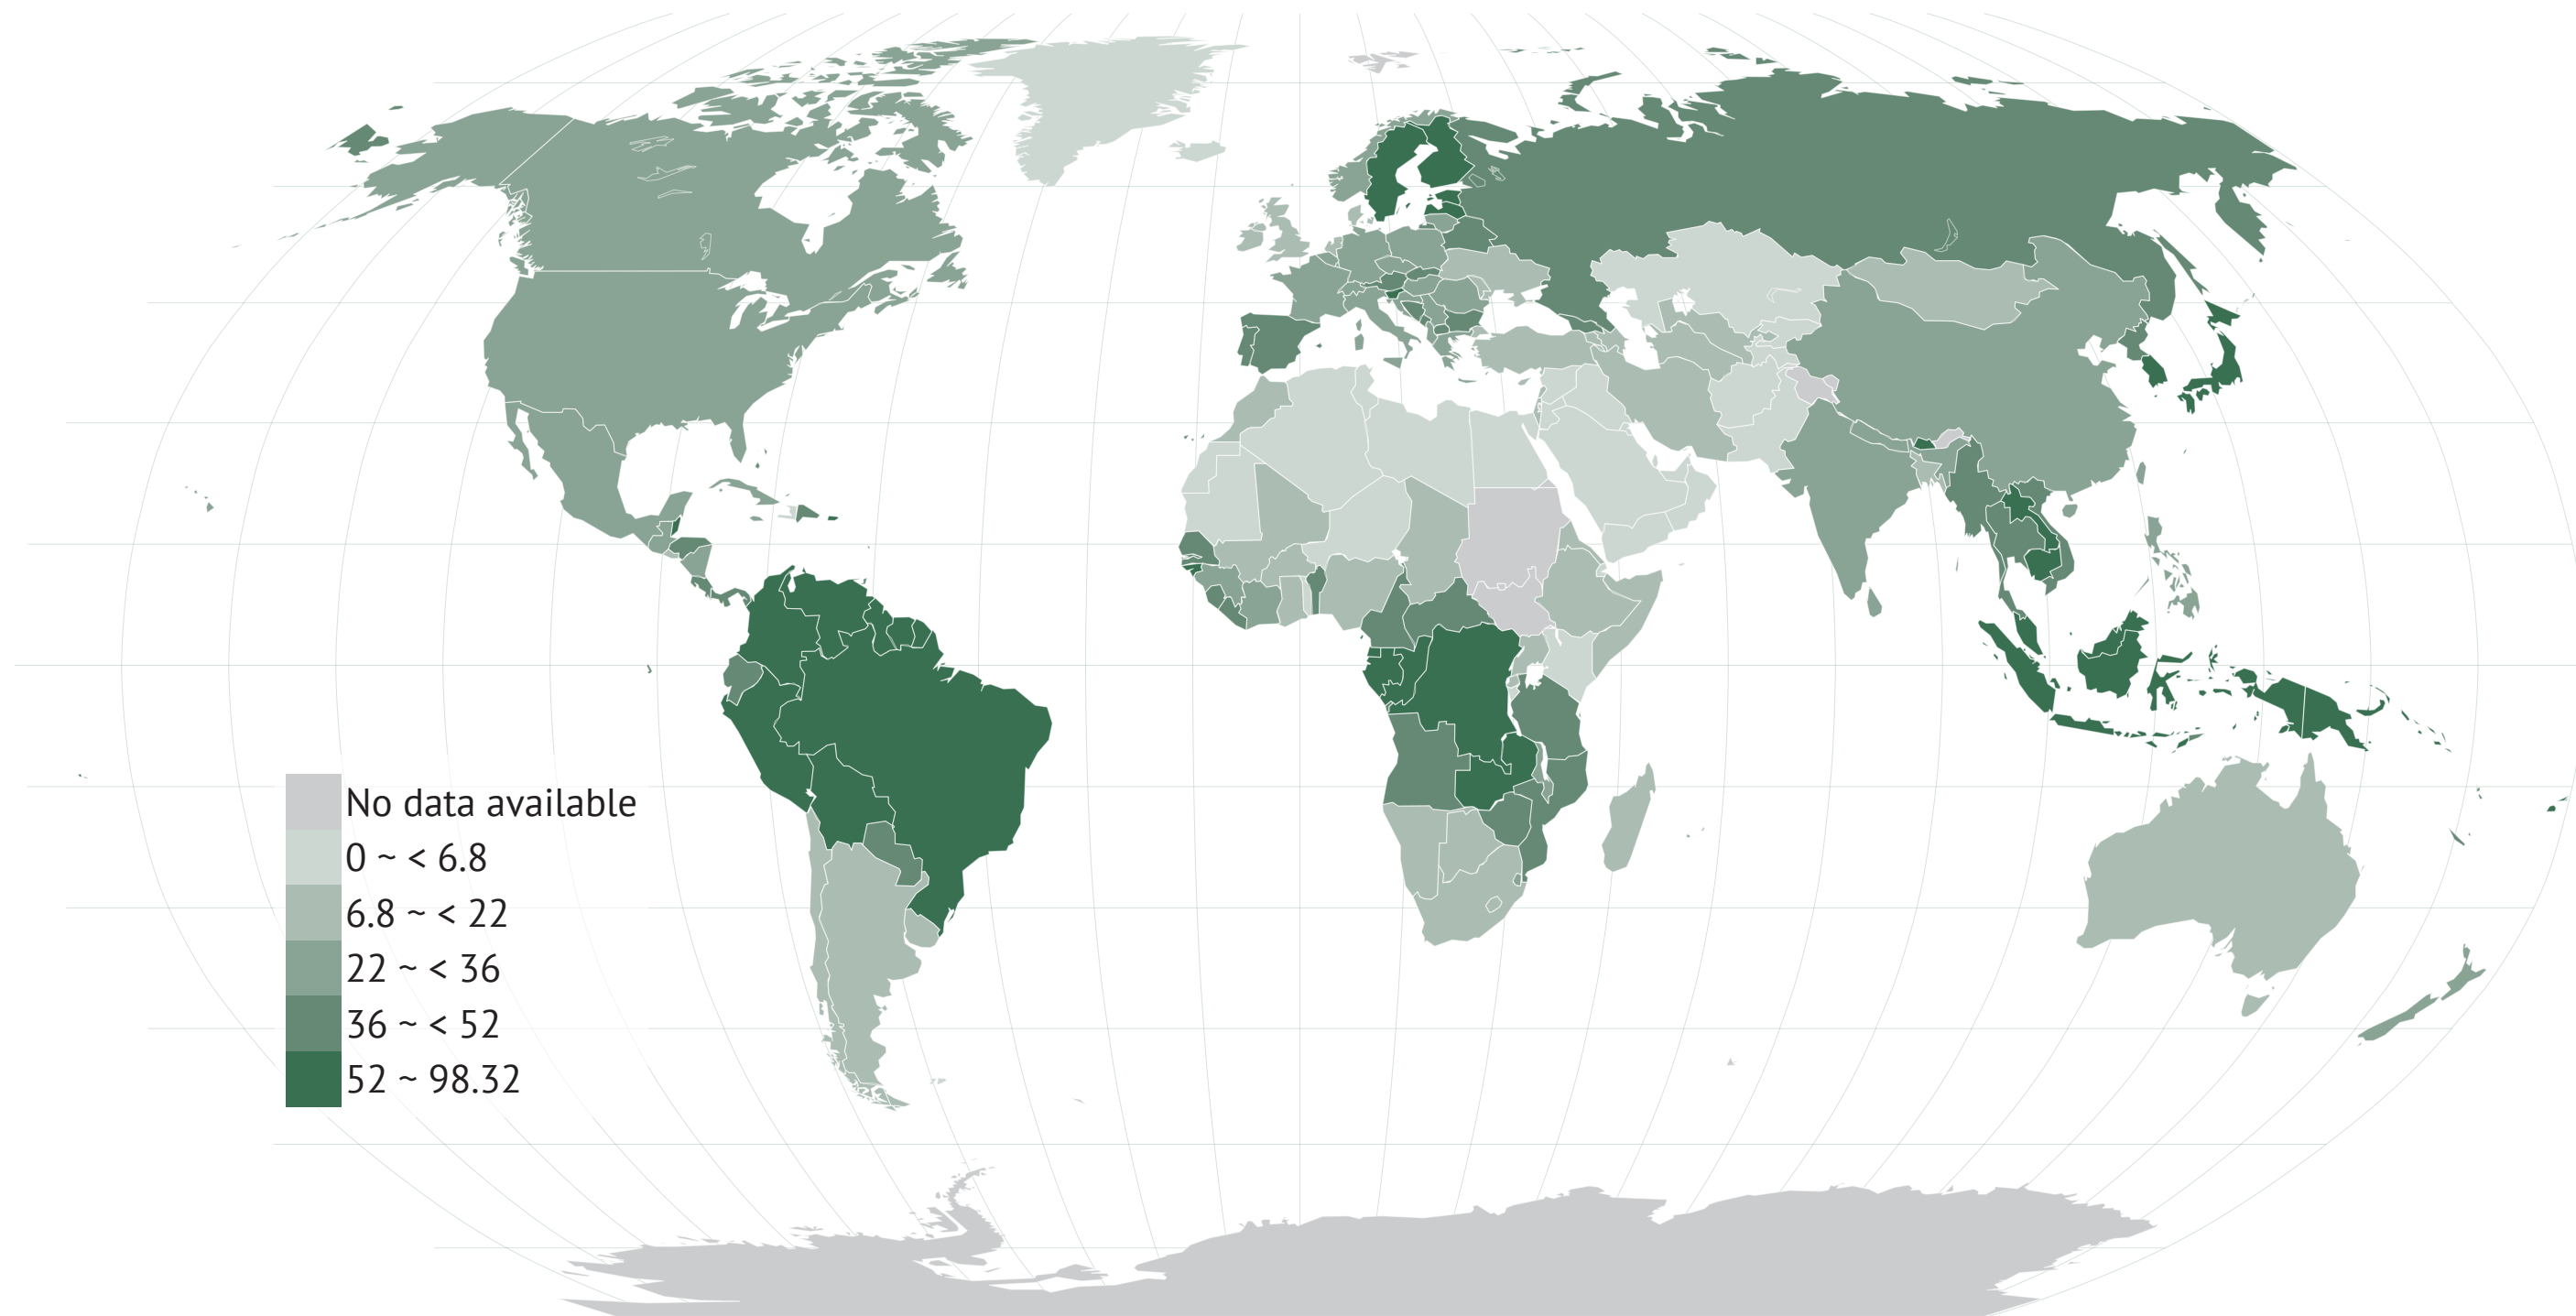 No data available
0 ~ < 6.8
6.8 ~ < 22
22 ~ < 36
36 ~ < 52
52 ~ 98.32